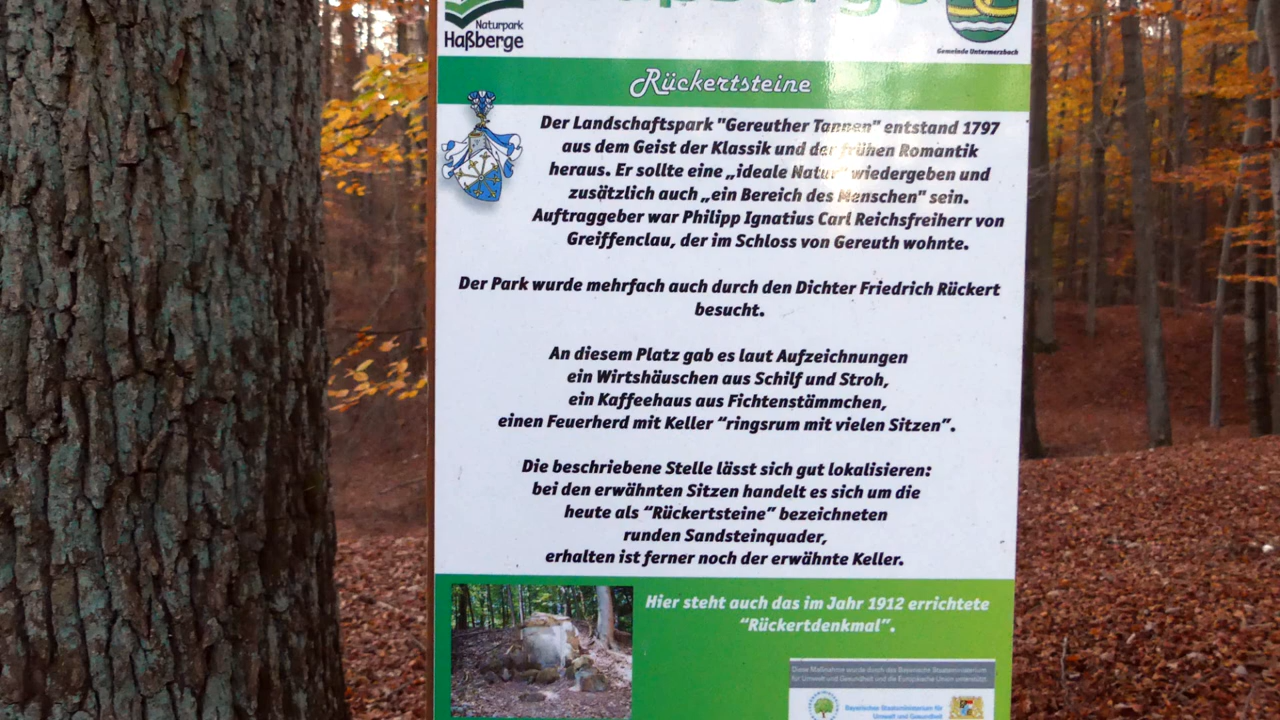 Naturpark
Haßberge
Haßberge
Gemeinde Untermerzbach
Rückertsteine
Der Landschaftspark "Gereuther Tannen" entstand 1797
aus dem Geist der Klassik und der frühen Romantik
heraus. Er sollte eine „ideale Natur" wiedergeben und
zusätzlich auch „ein Bereich des Menschen" sein.
Auftraggeber war Philipp Ignatius Carl Reichsfreiherr von
Greiffenclau, der im Schloss von Gereuth wohnte.
Der Park wurde mehrfach auch durch den Dichter Friedrich Rückert
besucht.
An diesem Platz gab es laut Aufzeichnungen
ein Wirtshäuschen aus Schilf und Stroh,
ein Kaffeehaus aus Fichtenstämmchen,
einen Feuerherd mit Keller “ringsrum mit vielen Sitzen”.
Die beschriebene Stelle lässt sich gut lokalisieren:
bei den erwähnten Sitzen handelt es sich um die
heute als “Rückertsteine” bezeichneten
runden Sandsteinquader,
erhalten ist ferner noch der erwähnte Keller.
Hier steht auch das im Jahr 1912 errichtete
“Rückertdenkmal”.
Diese Maßnahme wurde durch das Bayerische Staatsministerium
für Umwelt und Gesundheit und die Europäische Union unterstützt.
Bayerisches Staatsministerium für
Umwelt und Gesundheit